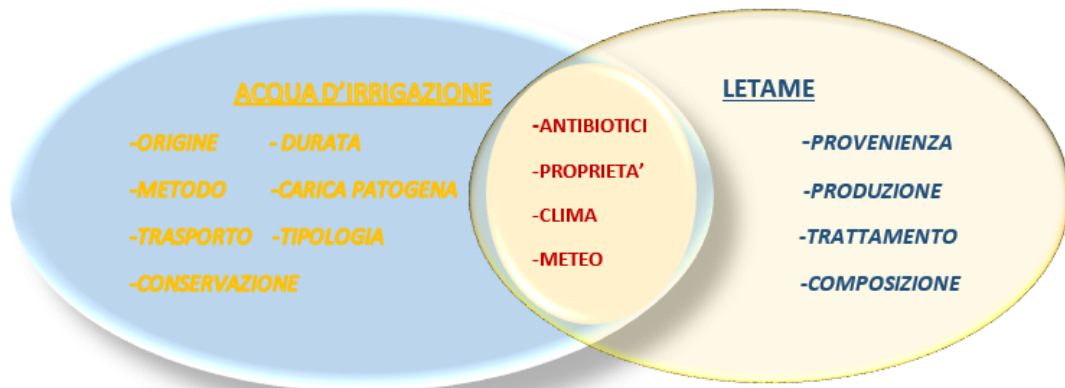 ACQUA D'IRRIGAZIONE
-ORIGINE - DURATA
-METODO -CARICA PATOGENA
-TRASPORTO -TIPOLOGIA
-CONSERVAZIONE
-ANTIBIOTICI
-PROPRIETA'
-CLIMA
-METEO
LETAME
-PROVENIENZA
-PRODUZIONE
-TRATTAMENTO
-COMPOSIZIONE